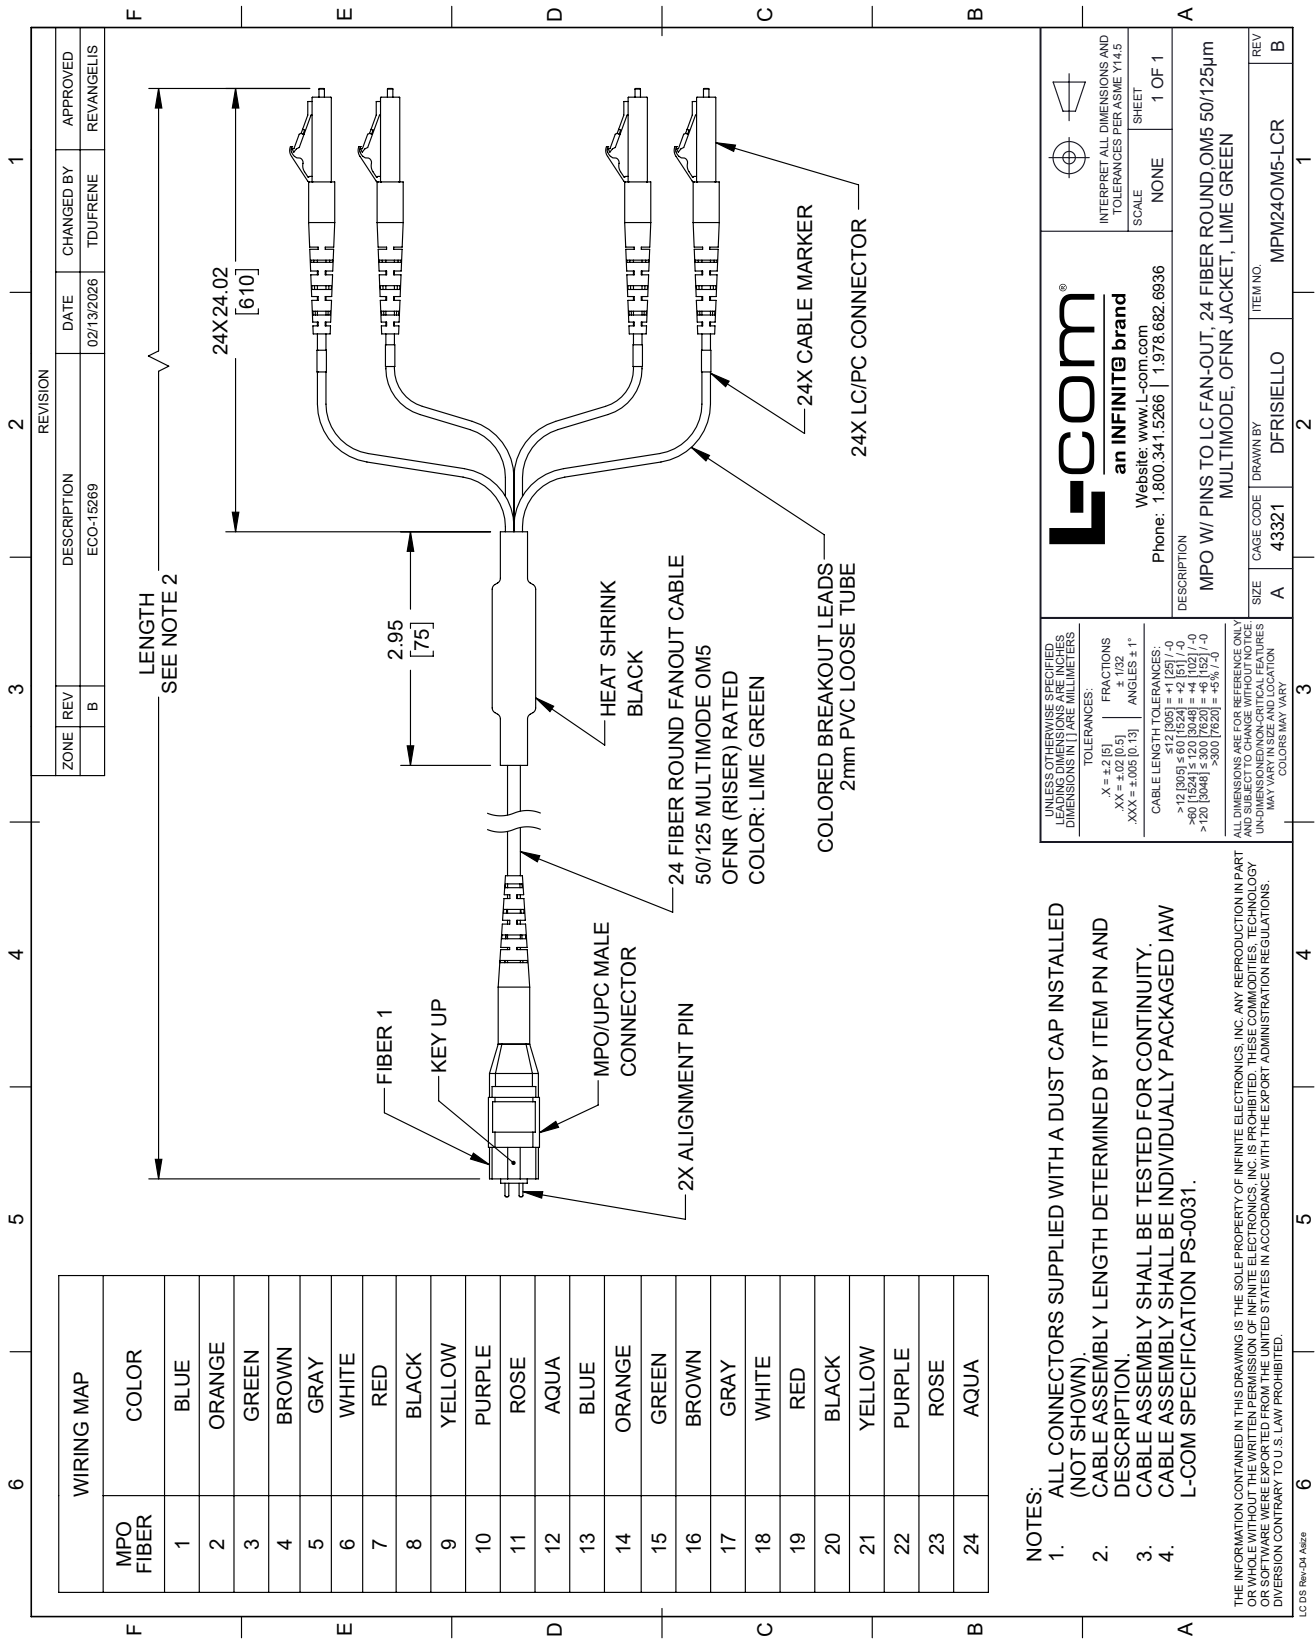 6
5
4
3
2
1
F
E
D
C
B
A
REVISION
ZONE
REV
DESCRIPTION
DATE
CHANGED BY
APPROVED
B
ECO-15269
02/13/2026
TDUFRENE
REVANGELIS
WIRING MAP
MPO FIBER
COLOR
1 BLUE
2 ORANGE
3 GREEN
4 BROWN
5 GRAY
6 WHITE
7 RED
8 BLACK
9 YELLOW
10 PURPLE
11 ROSE
12 AQUA
13 BLUE
14 ORANGE
15 GREEN
16 BROWN
17 GRAY
18 WHITE
19 RED
20 BLACK
21 YELLOW
22 PURPLE
23 ROSE
24 AQUA
LENGTH
SEE NOTE 2
24X24.02
[610]
2.95
[75]
FIBER 1
KEY UP
MPO/UPC MALE
CONNECTOR
2X ALIGNMENT PIN
24 FIBER ROUND FANOUT CABLE
50/125 MULTIMODE OM5
OFNR (RISER) RATED
COLOR: LIME GREEN
HEAT SHRINK
BLACK
COLORED BREAKOUT LEADS
2mm PVC LOOSE TUBE
24X CABLE MARKER
24X LC/PC CONNECTOR
NOTES:
1. ALL CONNECTORS SUPPLIED WITH A DUST CAP INSTALLED
(NOT SHOWN).
2. CABLE ASSEMBLY LENGTH DETERMINED BY ITEM PN AND
DESCRIPTION.
3. CABLE ASSEMBLY SHALL BE TESTED FOR CONTINUITY.
4. CABLE ASSEMBLY SHALL BE INDIVIDUALLY PACKAGED IAW
L-COM SPECIFICATION PS-0031.
THE INFORMATION CONTAINED IN THIS DRAWING IS THE SOLE PROPERTY OF INFINITE ELECTRONICS, INC. ANY REPRODUCTION IN PART
OR WHOLE WITHOUT THE WRITTEN PERMISSION OF INFINITE ELECTRONICS, INC. IS PROHIBITED. THESE COMMODITIES, TECHNOLOGY
OR SOFTWARE WERE EXPORTED FROM THE UNITED STATES IN ACCORDANCE WITH THE EXPORT ADMINISTRATION REGULATIONS.
DIVERSION CONTRARY TO U.S. LAW PROHIBITED.
UNLESS OTHERWISE SPECIFIED
LEADING DIMENSIONS ARE INCHES
DIMENSIONS IN [ ] ARE MILLIMETERS
TOLERANCES:
.X = ±.2 [5]
.XX = ±.02 [0.5]
.XXX = ±.005 [0.13]
FRACTIONS
± 1/32
ANGLES ± 1°
CABLE LENGTH TOLERANCES:
≤12 [305] = +1 [25] / -0
>12 [305] ≤ 60 [1524] = +2 [51] / -0
>60 [1524] ≤ 120 [3048] = +4 [102] / -0
>120 [3048] ≤ 300 [7620] = +6 [152] / -0
>300 [7620] = +5% / -0
ALL DIMENSIONS ARE FOR REFERENCE ONLY
AND SUBJECT TO CHANGE WITHOUT NOTICE.
UN-DIMENSIONED/NON-CRITICAL FEATURES
MAY VARY IN SIZE AND LOCATION
COLORS MAY VARY
L-com®
an INFINITE brand
Website: www.L-com.com
Phone: 1.800.341.5266 | 1.978.682.6936
INTERPRET ALL DIMENSIONS AND
TOLERANCES PER ASME Y14.5
SCALE
NONE
SHEET
1 OF 1
DESCRIPTION
MPO W/ PINS TO LC FAN-OUT, 24 FIBER ROUND,OM5 50/125µm
MULTIMODE, OFNR JACKET, LIME GREEN
SIZE
A
CAGE CODE
43321
DRAWN BY
DFRISIELLO
ITEM NO.
MPM24OM5-LCR
REV
B
F
E
D
C
B
A
6
5
4
3
2
1
LC DS Rev-D4 Asize